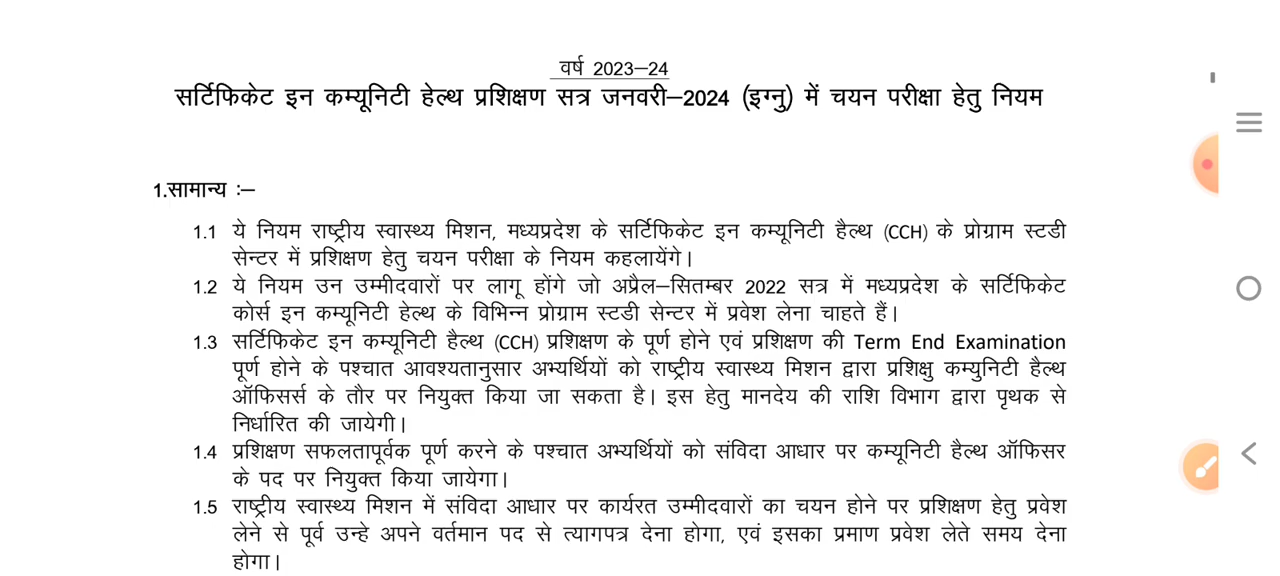 वर्ष 2023–24
सर्टिफिकेट इन कम्यूनिटी हेल्थ प्रशिक्षण सत्र जनवरी–2024 (इग्नु) में चयन परीक्षा हेतु नियम
1.सामान्य :–
1.1 ये नियम राष्ट्रीय स्वास्थ्य मिशन, मध्यप्रदेश के सर्टिफिकेट इन कम्यूनिटी हैल्थ (CCH) के प्रोग्राम स्टडी
सेन्टर में प्रशिक्षण हेतु चयन परीक्षा के नियम कहलायेंगे।
1.2 ये नियम उन उम्मीदवारों पर लागू होंगे जो अप्रैल–सितम्बर 2022 सत्र में मध्यप्रदेश के सर्टिफिकेट
कोर्स इन कम्यूनिटी हेल्थ के विभिन्न प्रोग्राम स्टडी सेन्टर में प्रवेश लेना चाहते हैं।
1.3 सर्टिफिकेट इन कम्यूनिटी हैल्थ (CCH) प्रशिक्षण के पूर्ण होने एवं प्रशिक्षण की Term End Examination
पूर्ण होने के पश्चात आवश्यतानुसार अभ्यर्थियों को राष्ट्रीय स्वास्थ्य मिशन द्वारा प्रशिक्षु कम्युनिटी हैल्थ
ऑफिसर्स के तौर पर नियुक्त किया जा सकता है। इस हेतु मानदेय की राशि विभाग द्वारा पृथक से
निर्धारित की जायेगी।
1.4 प्रशिक्षण सफलतापूर्वक पूर्ण करने के पश्चात अभ्यर्थियों को संविदा आधार पर कम्यूनिटी हैल्थ ऑफिसर
के पद पर नियुक्त किया जायेगा।
1.5 राष्ट्रीय स्वास्थ्य मिशन में संविदा आधार पर कार्यरत उम्मीदवारों का चयन होने पर प्रशिक्षण हेतु प्रवेश
लेने से पूर्व उन्हे अपने वर्तमान पद से त्यागपत्र देना होगा, एवं इसका प्रमाण प्रवेश लेते समय देना
होगा।